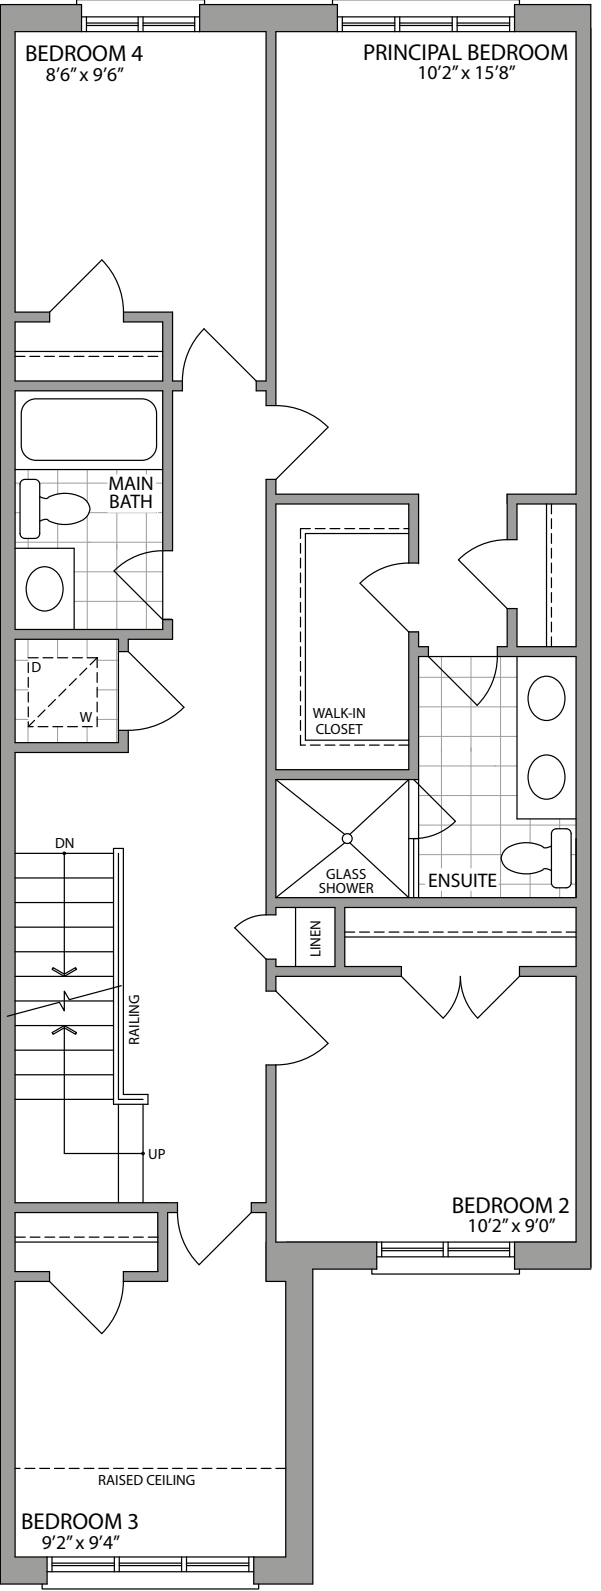 BEDROOM 4
8'6" x 9'6"
PRINCIPAL BEDROOM
10'2" x 15'8"
MAIN
BATH
D
W
WALK-IN
CLOSET
DN
GLASS
SHOWER
ENSUITE
LINEN
RAILING
UP
BEDROOM 2
10'2" x 9'0"
RAISED CEILING
BEDROOM 3
9'2" x 9'4"